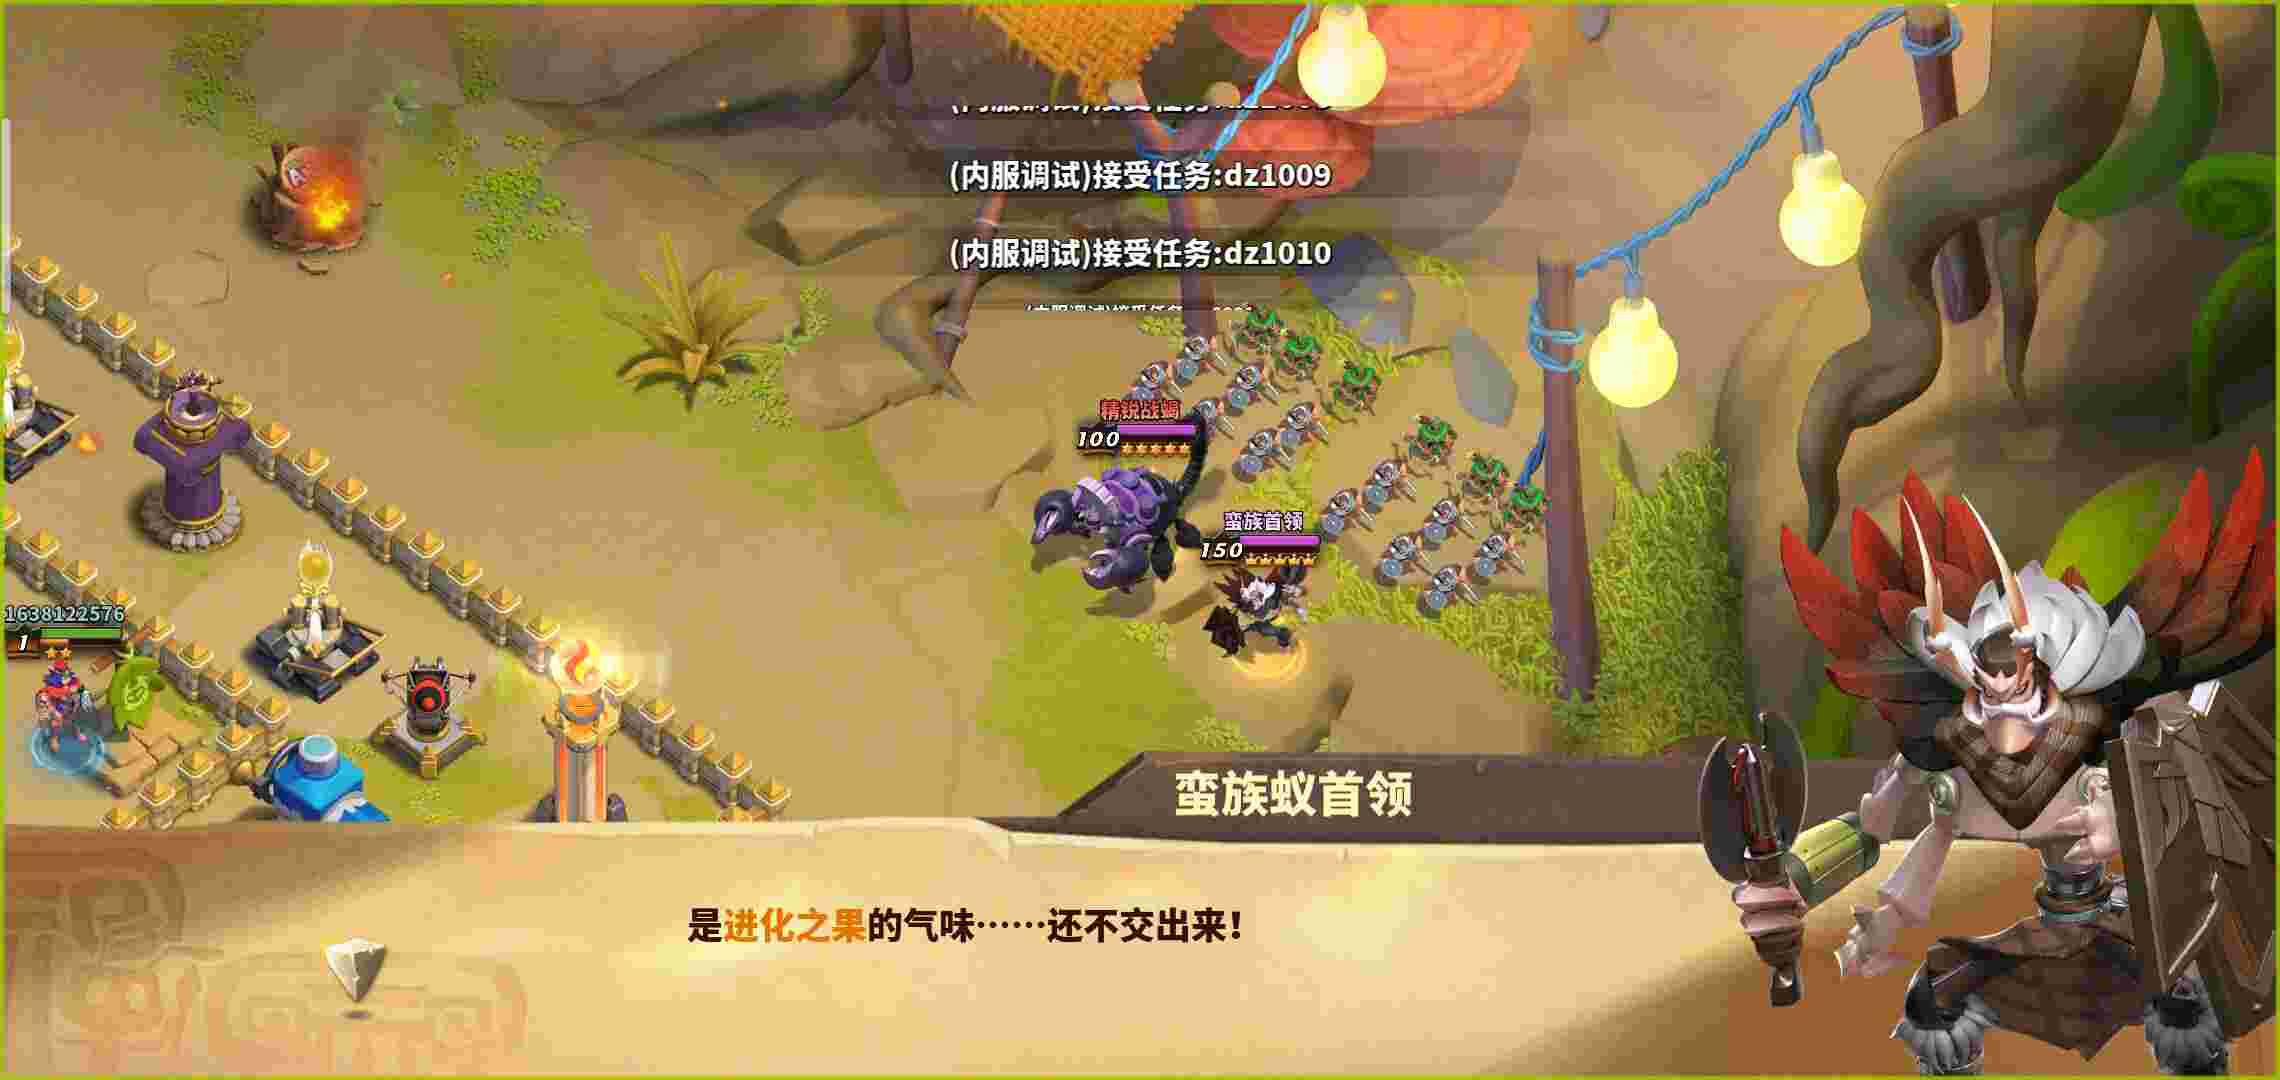 (内服调试)接受任务:dz1009
(内服调试)接受任务:dz1010
精锐战蝎
100
蛮族首领
150
1638122576
1
蛮族蚁首领
是进化之果的气味……还不交出来!